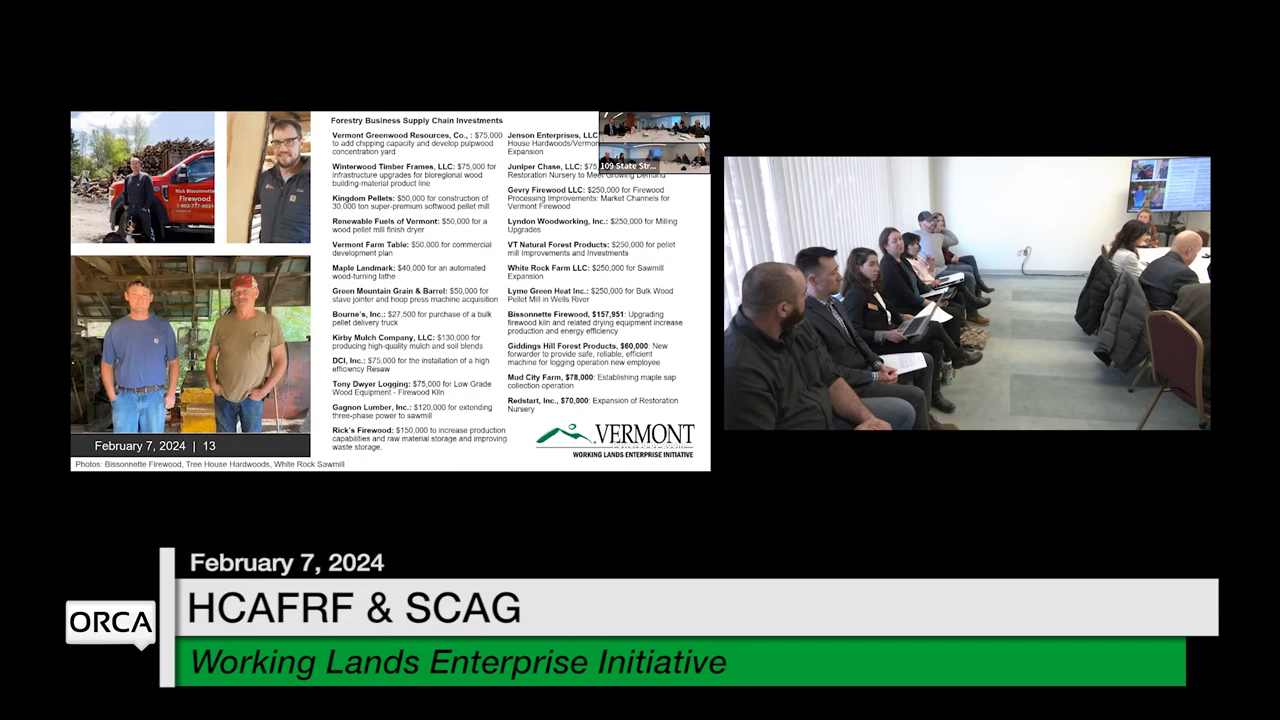 Forestry Business Supply Chain Investments
Vermont Greenwood Resources, Co., : $75,000
to add chipping capacity and develop pulpwood
concentration yard
Winterwood Timber Frames, LLC: $75,000 for
infrastructure upgrades for bioregional wood
building-material product line
Kingdom Pellets: $50,000 for construction of
30,000 ton super-premium softwood pellet mill
Renewable Fuels of Vermont: $50,000 for a
wood pellet mill finish dryer
Vermont Farm Table: $50,000 for commercial
development plan
Maple Landmark: $40,000 for an automated
wood-turning lathe
Green Mountain Grain & Barrel: $50,000 for
stave jointer and hoop press machine acquisition
Bourne's, Inc.: $27,500 for purchase of a bulk
pellet delivery truck
Kirby Mulch Company, LLC: $130,000 for
producing high-quality mulch and soil blends
DCI, Inc.: $75,000 for the installation of a high
efficiency Resaw
Tony Dwyer Logging: $75,000 for Low Grade
Wood Equipment - Firewood Kiln
Gagnon Lumber, Inc.: $120,000 for extending
three-phase power to sawmill
Rick's Firewood: $150,000 to increase production
capabilities and raw material storage and improving
waste storage.
Jenson Enterprises, LLC
House Hardwoods/Vermon
Expansion
Juniper Chase, LLC: $75,
Restoration Nursery to Meet Growing Demand
Gevry Firewood LLC: $250,000 for Firewood
Processing Improvements: Market Channels for
Vermont Firewood
Lyndon Woodworking, Inc.: $250,000 for Milling
Upgrades
VT Natural Forest Products: $250,000 for pellet
mill Improvements and Investments
White Rock Farm LLC: $250,000 for Sawmill
Expansion
Lyme Green Heat Inc.: $250,000 for Bulk Wood
Pellet Mill in Wells River
Bissonnette Firewood, $157,951: Upgrading
firewood kiln and related drying equipment increase
production and energy efficiency
Giddings Hill Forest Products, $60,000: New
forwarder to provide safe, reliable, efficient
machine for logging operation new employee
Mud City Farm, $78,000: Establishing maple sap
collection operation
Redstart, Inc., $70,000: Expansion of Restoration
Nursery
109 State Str...
Nick Bissonnette
Firewood
VERMONT
WORKING LANDS ENTERPRISE INITIATIVE
February 7, 2024 | 13
Photos: Bissonnette Firewood, Tree House Hardwoods, White Rock Sawmill
February 7, 2024
HCAFRF & SCAG
ORCA
Working Lands Enterprise Initiative